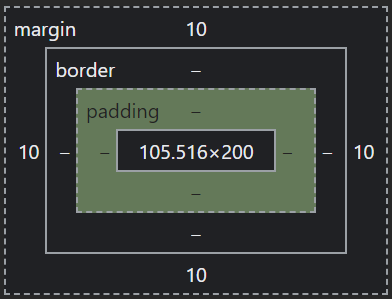 margin 10
border –
padding –
10 – – 105.516×200 – – 10
–
–
10